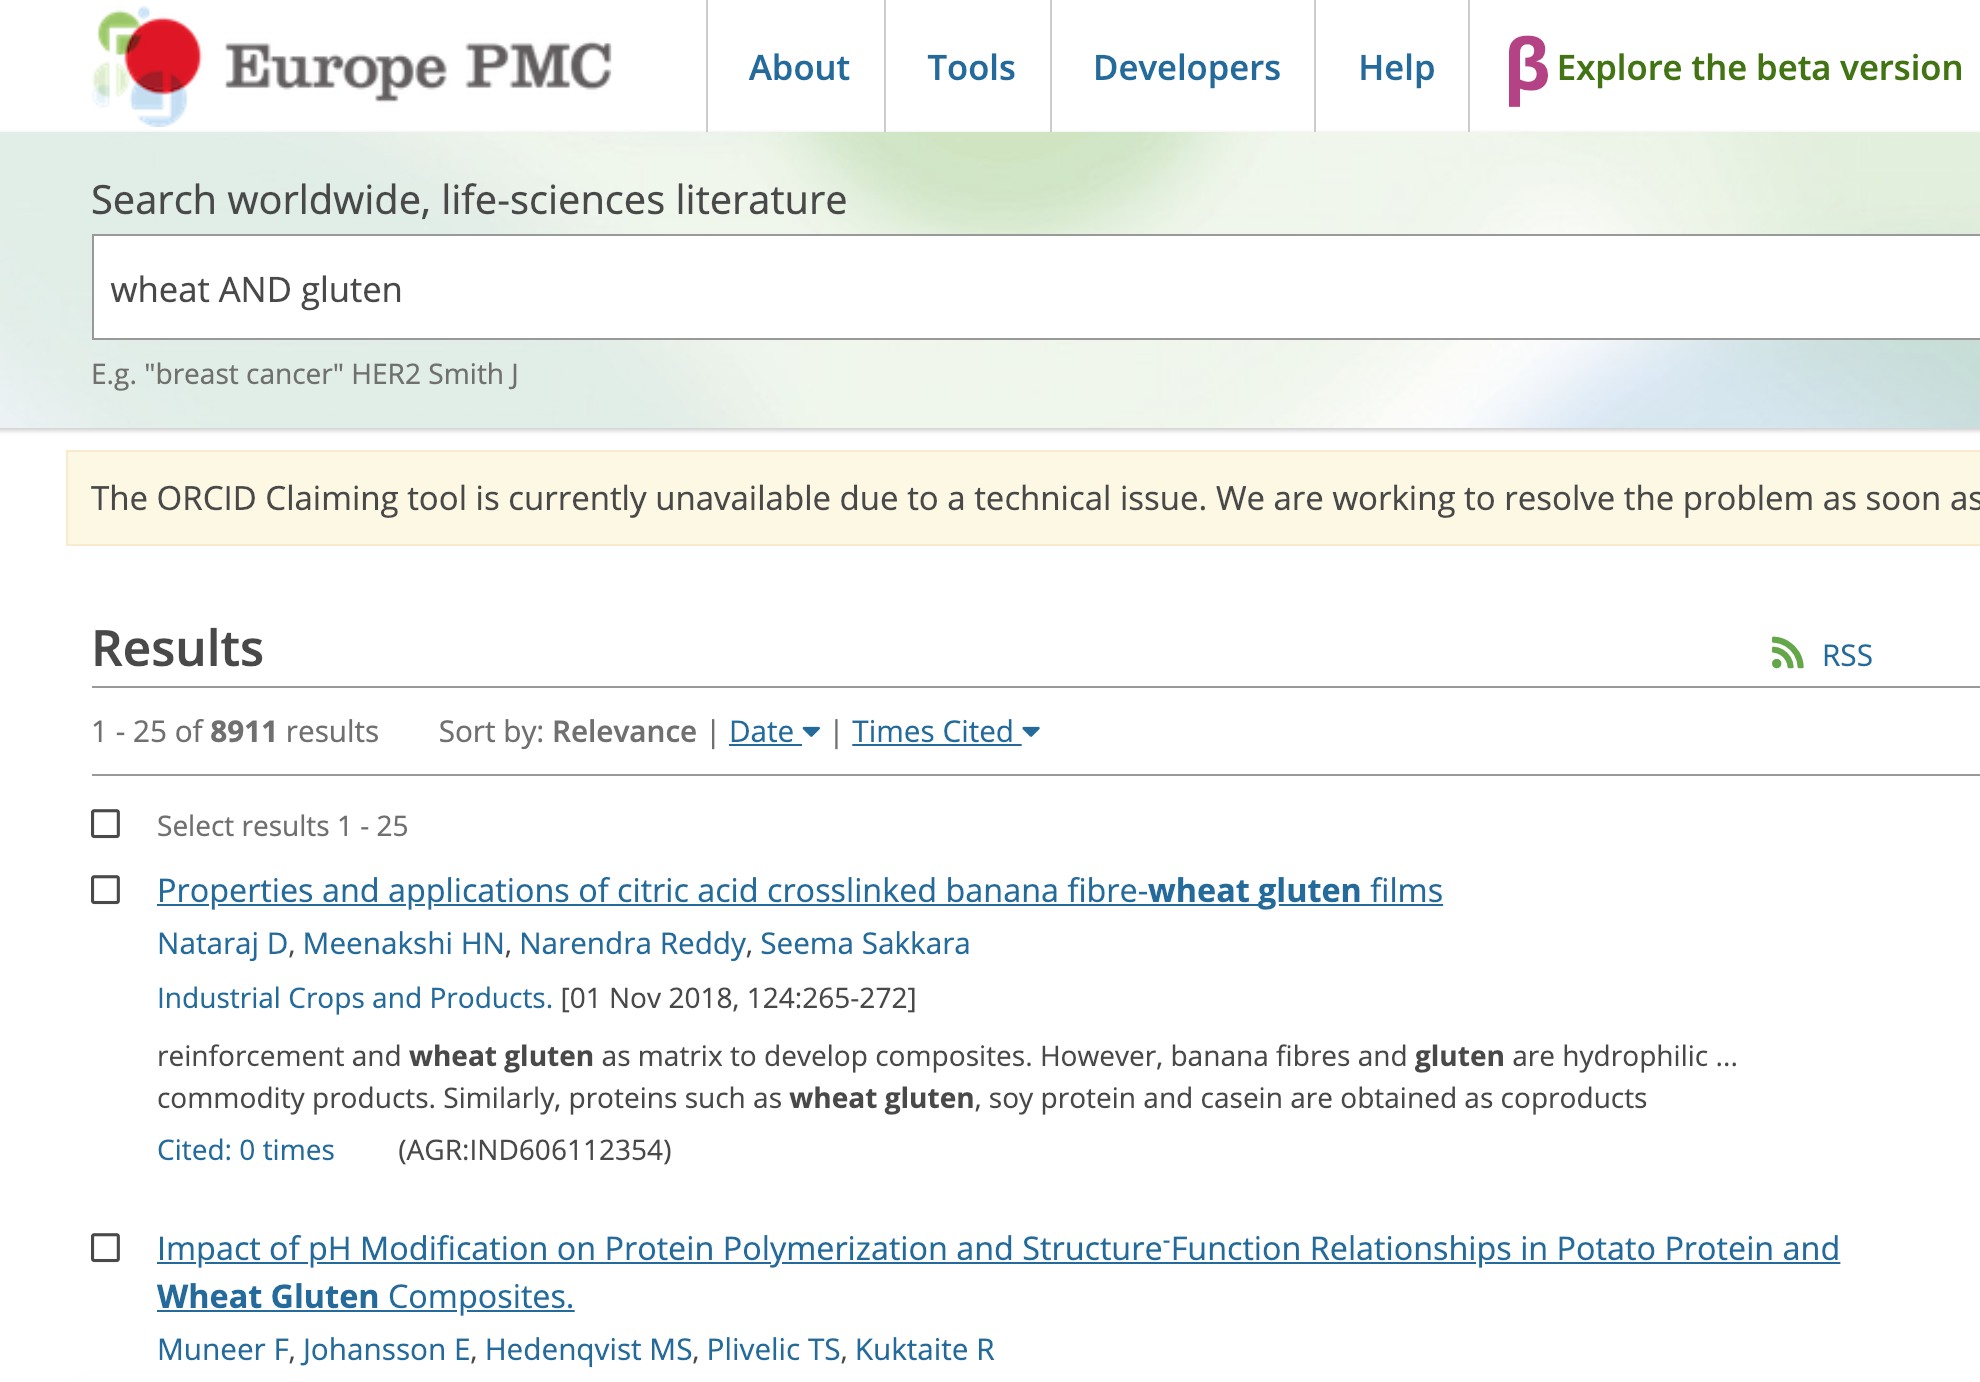 Europe PMC
About
Tools
Developers
Help
β Explore the beta version
Search worldwide, life-sciences literature
wheat AND gluten
E.g. "breast cancer" HER2 Smith J
The ORCID Claiming tool is currently unavailable due to a technical issue. We are working to resolve the problem as soon as
Results
RSS
1 - 25 of 8911 results Sort by: Relevance | Date | Times Cited
Select results 1 - 25
Properties and applications of citric acid crosslinked banana fibre-wheat gluten films
Nataraj D, Meenakshi HN, Narendra Reddy, Seema Sakkara
Industrial Crops and Products. [01 Nov 2018, 124:265-272]
reinforcement and wheat gluten as matrix to develop composites. However, banana fibres and gluten are hydrophilic ...
commodity products. Similarly, proteins such as wheat gluten, soy protein and casein are obtained as coproducts
Cited: 0 times (AGR:IND606112354)
Impact of pH Modification on Protein Polymerization and Structure⁻Function Relationships in Potato Protein and
Wheat Gluten Composites.
Muneer F, Johansson E, Hedenqvist MS, Plivelic TS, Kuktaite R